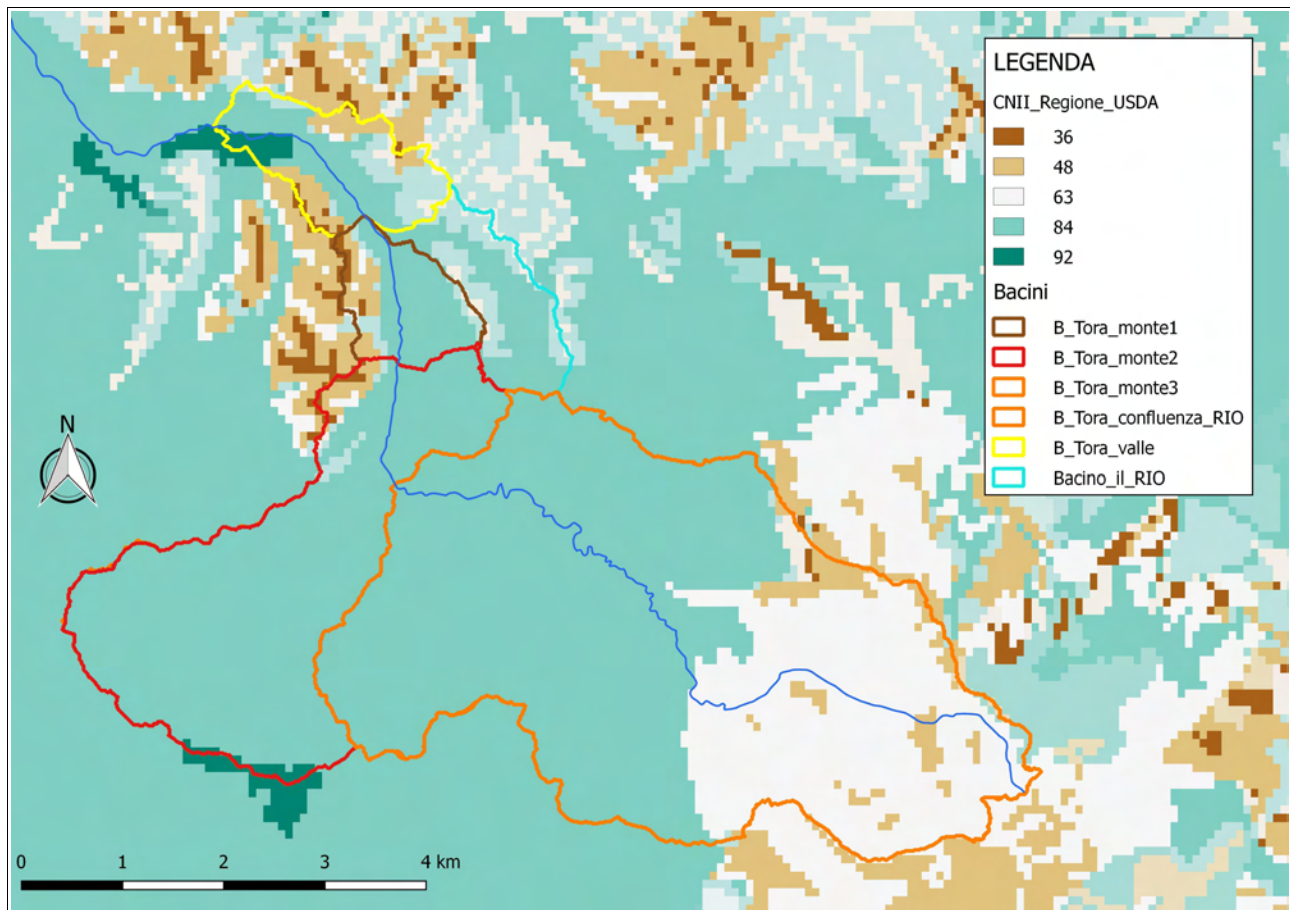 LEGENDA
CNII_Regione_USDA
36
48
63
84
92
Bacini
B_Tora_monte1
B_Tora_monte2
B_Tora_monte3
B_Tora_confluenza_RIO
B_Tora_valle
Bacino_il_RIO
N
0 1 2 3 4 km